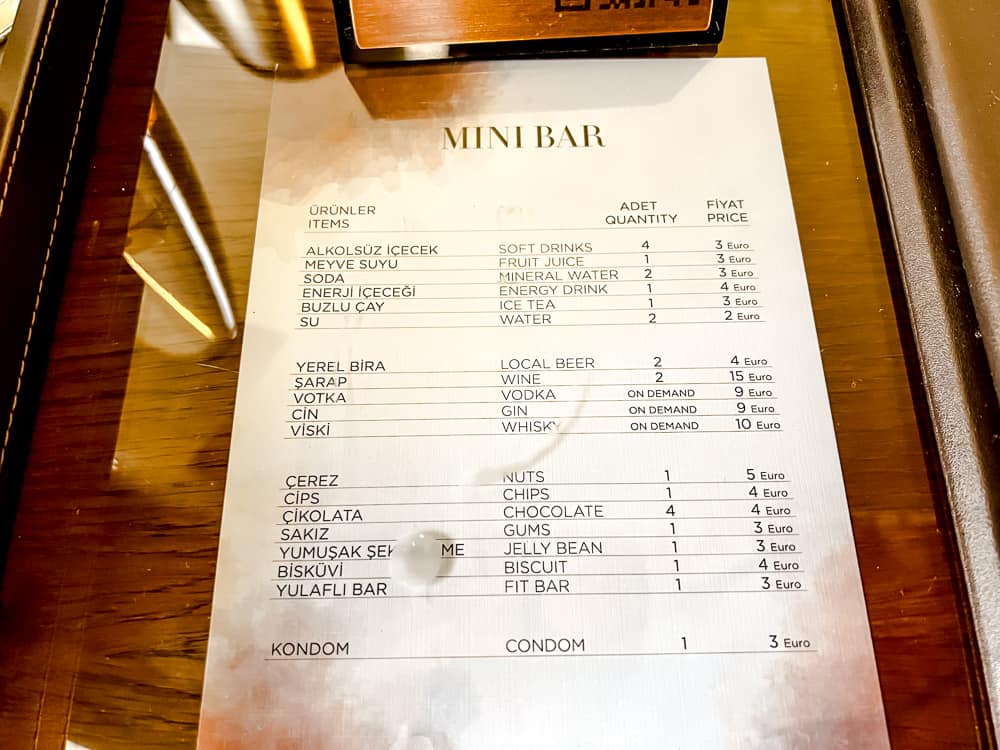 MINI BAR
ÜRÜNLER ADET FİYAT
ITEMS QUANTITY PRICE
ALKOLSÜZ İÇECEK SOFT DRINKS 4 3 Euro
MEYVE SUYU FRUIT JUICE 1 3 Euro
SODA MINERAL WATER 2 3 Euro
ENERJİ İÇECEĞİ ENERGY DRINK 1 4 Euro
BUZLU ÇAY ICE TEA 1 3 Euro
SU WATER 2 2 Euro
YEREL BİRA LOCAL BEER 2 4 Euro
ŞARAP WINE 2 15 Euro
VOTKA VODKA ON DEMAND 9 Euro
CİN GIN ON DEMAND 9 Euro
VİSKİ WHISKY ON DEMAND 10 Euro
ÇEREZ NUTS 1 5 Euro
CİPS CHIPS 1 4 Euro
ÇİKOLATA CHOCOLATE 4 4 Euro
SAKIZ GUMS 1 3 Euro
YUMUŞAK JELLY BEAN 1 3 Euro
BİSKÜVİ BISCUIT 1 4 Euro
YULAFLI BAR FIT BAR 1 3 Euro
KONDOM CONDOM 1 3 Euro